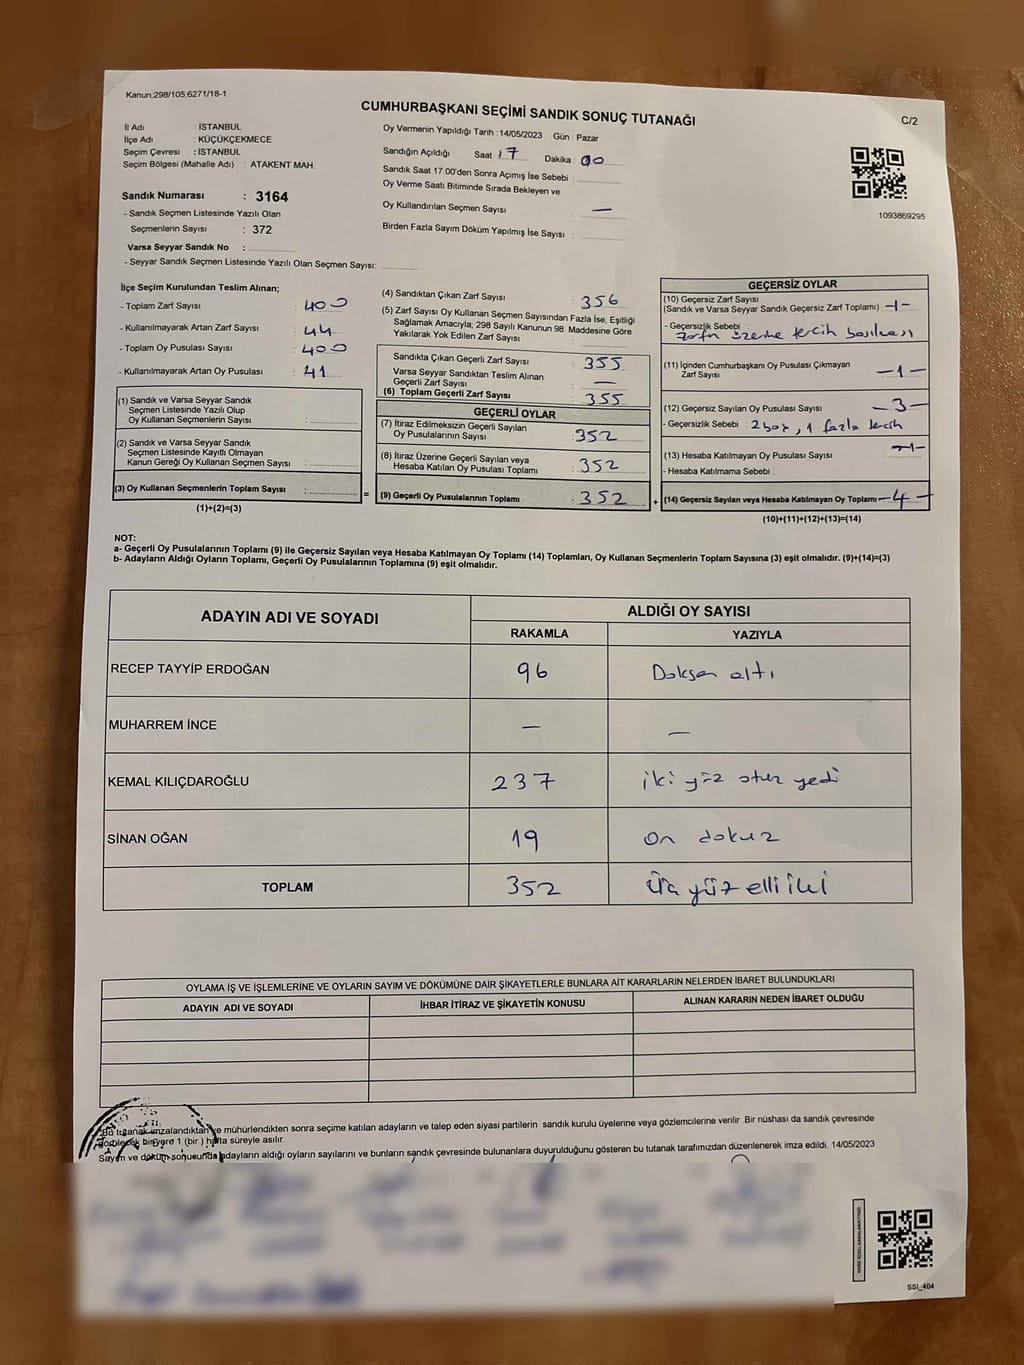 Kanun;298/105;6271/18-1
CUMHURBAŞKANI SEÇİMİ SANDIK SONUÇ TUTANAĞI
C/2
İl Adı : İSTANBUL
İlçe Adı : KÜÇÜKÇEKMECE
Seçim Çevresi : İSTANBUL
Seçim Bölgesi (Mahalle Adı) : ATAKENT MAH.
Sandık Numarası : 3164
- Sandık Seçmen Listesinde Yazılı Olan
Seçmenlerin Sayısı : 372
Varsa Seyyar Sandık No :
- Seyyar Sandık Seçmen Listesinde Yazılı Olan Seçmen Sayısı:
Oy Vermenin Yapıldığı Tarih :14/05/2023 Gün : Pazar
Sandığın Açıldığı Saat 17 Dakika 00
Sandık Saat 17.00'den Sonra Açımış İse Sebebi :
Oy Verme Saati Bitiminde Sırada Bekleyen ve
Oy Kullandırılan Seçmen Sayısı : —
Birden Fazla Sayım Döküm Yapılmış İse Sayısı :
1093869295
İlçe Seçim Kurulundan Teslim Alınan;
- Toplam Zarf Sayısı : 400
- Kullanılmayarak Artan Zarf Sayısı : 44
- Toplam Oy Pusulası Sayısı : 400
- Kullanılmayarak Artan Oy Pusulası : 41
(1) Sandık ve Varsa Seyyar Sandık
Seçmen Listesinde Yazılı Olup
Oy Kullanan Seçmenlerin Sayısı :
(2) Sandık ve Varsa Seyyar Sandık
Seçmen Listesinde Kayıtlı Olmayan
Kanun Gereği Oy Kullanan Seçmen Sayısı :
(3) Oy Kullanan Seçmenlerin Toplam Sayısı :
(1)+(2)=(3)
=
(4) Sandıktan Çıkan Zarf Sayısı : 356
(5) Zarf Sayısı Oy Kullanan Seçmen Sayısından Fazla İse, Eşitliği
Sağlamak Amacıyla; 298 Sayılı Kanunun 98. Maddesine Göre
Yakılarak Yok Edilen Zarf Sayısı :
Sandıkta Çıkan Geçerli Zarf Sayısı : 355
Varsa Seyyar Sandıktan Teslim Alınan
Geçerli Zarf Sayısı : —
(6) Toplam Geçerli Zarf Sayısı : 355
GEÇERLİ OYLAR
(7) İtiraz Edilmeksizin Geçerli Sayılan
Oy Pusulalarının Sayısı : 352
(8) İtiraz Üzerine Geçerli Sayılan veya
Hesaba Katılan Oy Pusulası Toplamı : 352
(9) Geçerli Oy Pusulalarının Toplamı : 352
+
GEÇERSİZ OYLAR
(10) Geçersiz Zarf Sayısı
(Sandık ve Varsa Seyyar Sandık Geçersiz Zarf Toplamı) -1-
- Geçersizlik Sebebi :
Zarfın üzerine tercih basılması
(11) İçinden Cumhurbaşkanı Oy Pusulası Çıkmayan
Zarf Sayısı —1—
(12) Geçersiz Sayılan Oy Pusulası Sayısı —3—
- Geçersizlik Sebebi : 2 boş, 1 fazla tercih
(13) Hesaba Katılmayan Oy Pusulası Sayısı
- Hesaba Katılmama Sebebi :
(14) Geçersiz Sayılan veya Hesaba Katılmayan Oy Toplamı —4—
(10)+(11)+(12)+(13)=(14)
NOT:
a- Geçerli Oy Pusulalarının Toplamı (9) ile Geçersiz Sayılan veya Hesaba Katılmayan Oy Toplamı (14) Toplamları, Oy Kullanan Seçmenlerin Toplam Sayısına (3) eşit olmalıdır. (9)+(14)=(3)
b- Adayların Aldığı Oyların Toplamı, Geçerli Oy Pusulalarının Toplamına (9) eşit olmalıdır.
ADAYIN ADI VE SOYADI ALDIĞI OY SAYISI
RAKAMLA YAZIYLA
RECEP TAYYİP ERDOĞAN 96 Doksan altı
MUHARREM İNCE — —
KEMAL KILIÇDAROĞLU 237 iki yüz otuz yedi
SİNAN OĞAN 19 on dokuz
TOPLAM 352 Üç yüz elli iki
OYLAMA İŞ VE İŞLEMLERİNE VE OYLARIN SAYIM VE DÖKÜMÜNE DAİR ŞİKAYETLERLE BUNLARA AİT KARARLARIN NELERDEN İBARET BULUNDUKLARI
ADAYIN ADI VE SOYADI İHBAR İTİRAZ VE ŞİKAYETİN KONUSU ALINAN KARARIN NEDEN İBARET OLDUĞU
Bu tutanak imzalandıktan ve mühürlendikten sonra seçime katılan adayların ve talep eden siyasi partilerin sandık kurulu üyelerine veya gözlemcilerine verilir. Bir nüshası da sandık çevresinde
görülecek bir yere 1 (bir) hafta süreyle asılır.
Sayım ve döküm sonucunda adayların aldığı oyların sayılarını ve bunların sandık çevresinde bulunanlara duyurulduğunu gösteren bu tutanak tarafımızdan düzenlenerek imza edildi. 14/05/2023
SSI_404